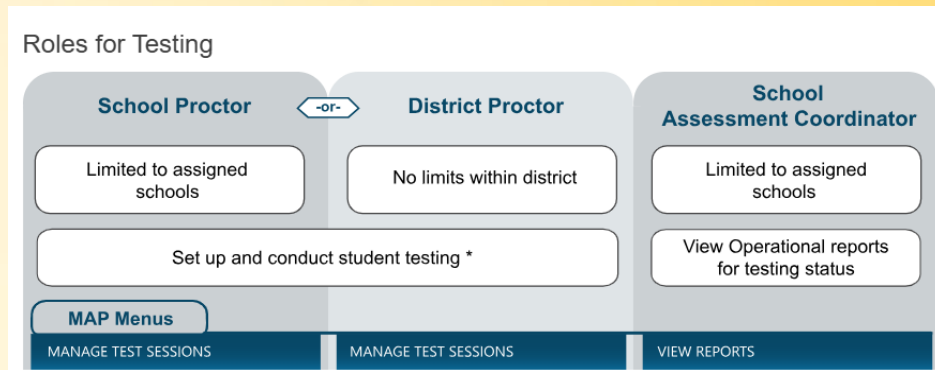 Roles for Testing
School Proctor
-or-
District Proctor
School
Assessment Coordinator
Limited to assigned
schools
No limits within district
Limited to assigned
schools
Set up and conduct student testing *
View Operational reports
for testing status
MAP Menus
MANAGE TEST SESSIONS
MANAGE TEST SESSIONS
VIEW REPORTS